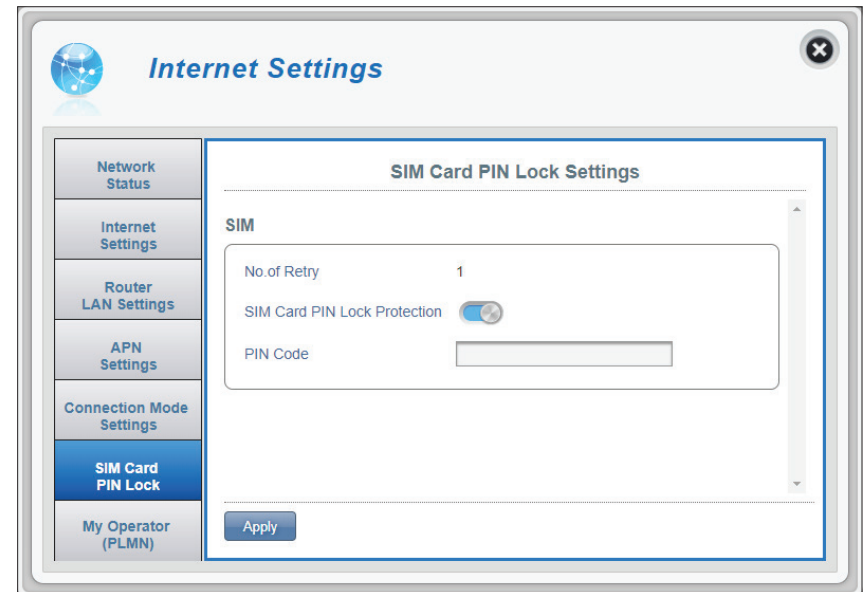 Internet Settings
Network
Status
Internet
Settings
Router
LAN Settings
APN
Settings
Connection Mode
Settings
SIM Card
PIN Lock
My Operator
(PLMN)
SIM Card PIN Lock Settings
SIM
No.of Retry 1
SIM Card PIN Lock Protection
PIN Code
Apply